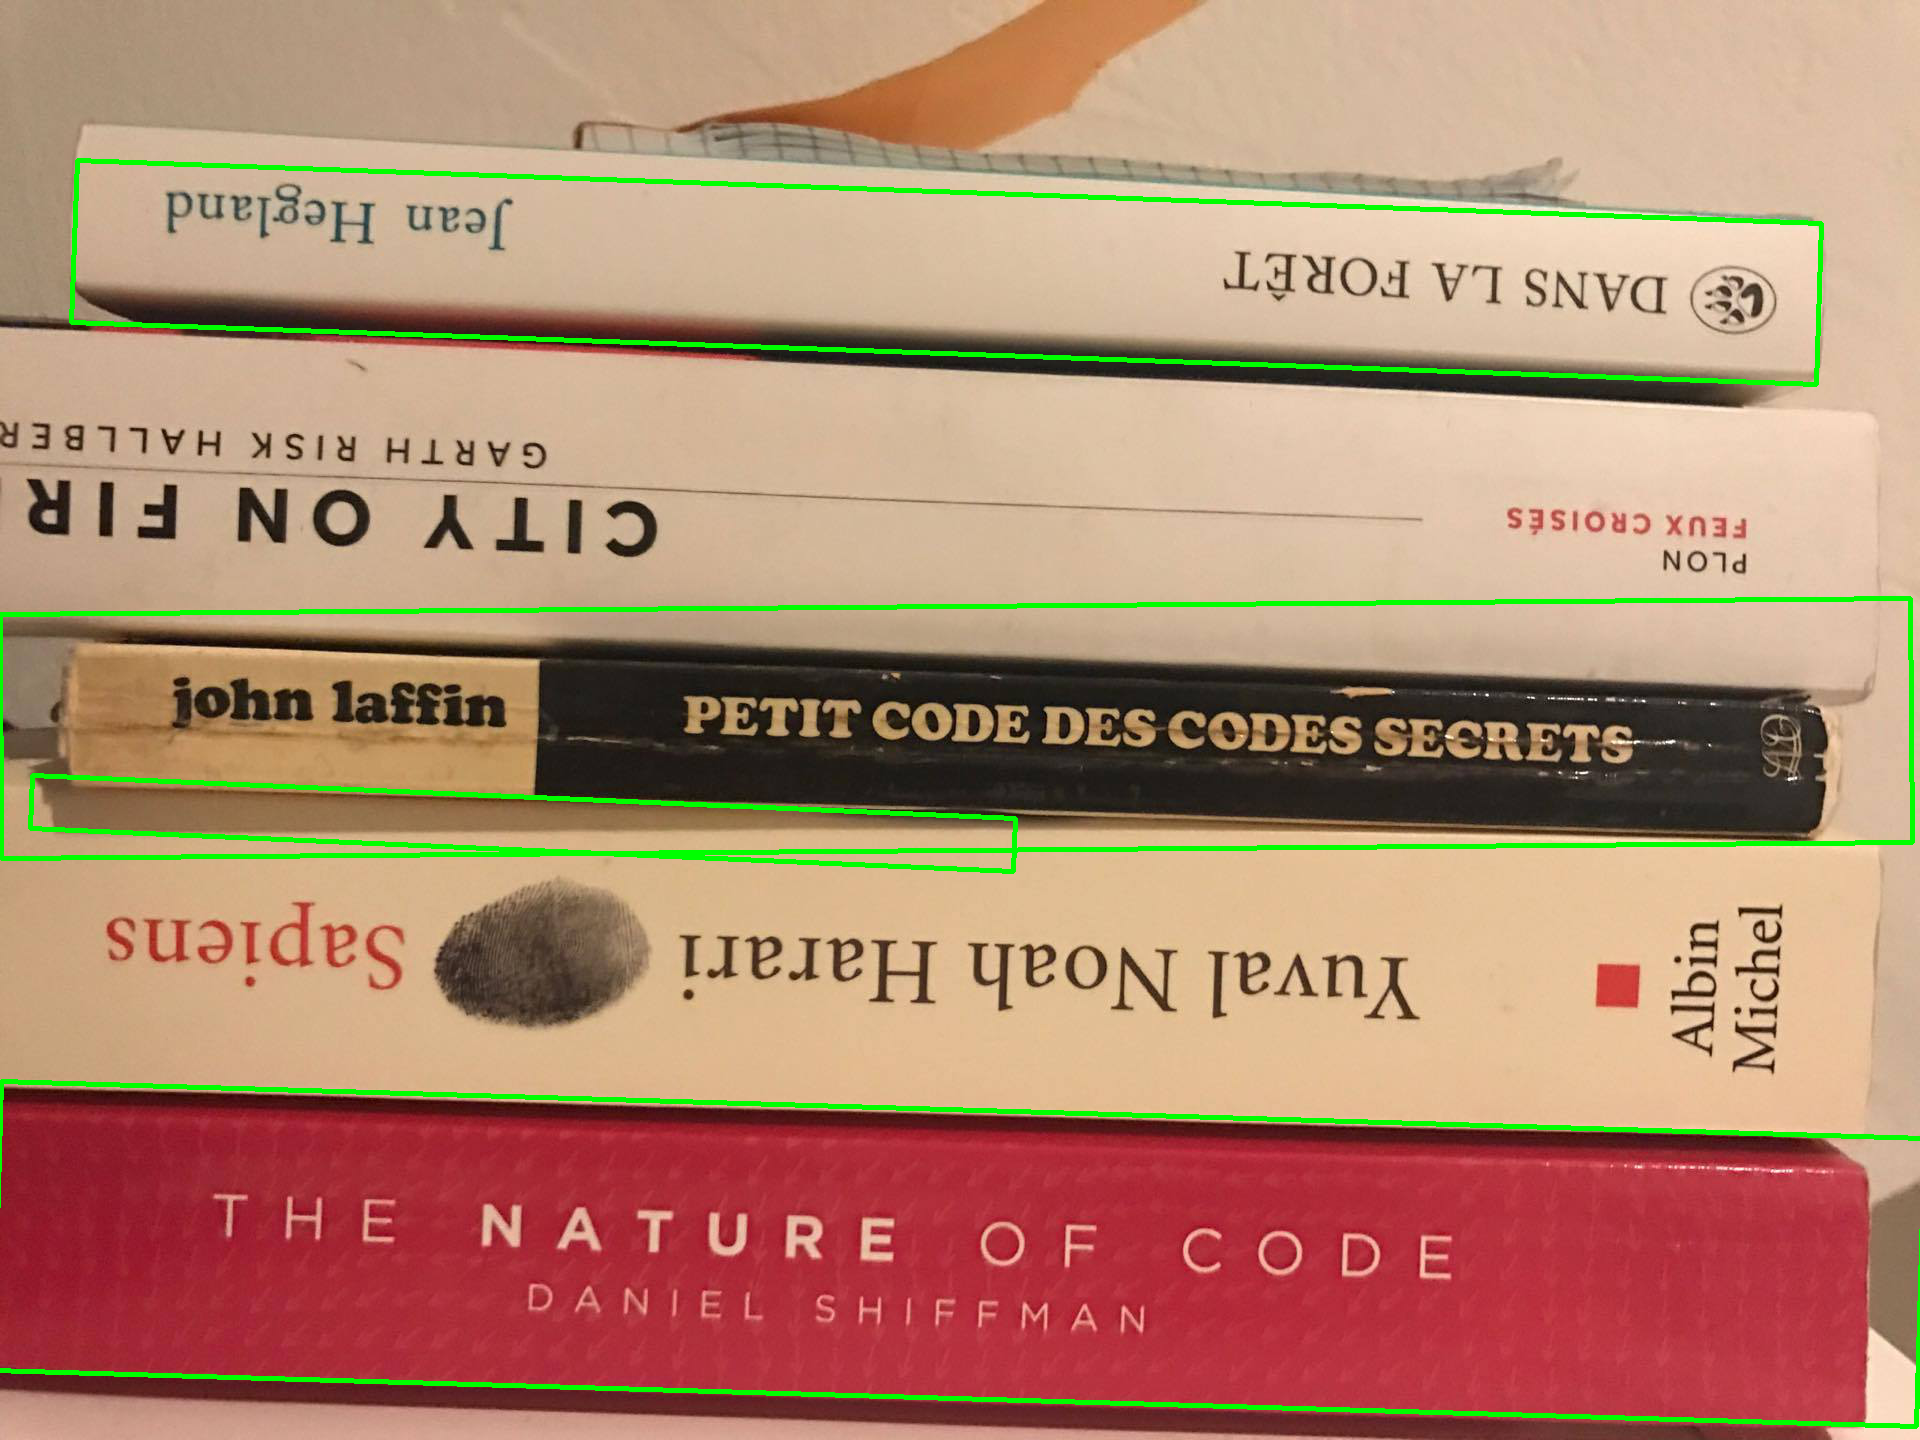 Jean Hegland
DANS LA FORÊT
GARTH RISK HALLBER
CITY ON FIR
FEUX CROISÉS
PLON
john laffin
PETIT CODE DES CODES SECRETS
Sapiens
Yuval Noah Harari
Albin
Michel
THE NATURE OF CODE
DANIEL SHIFFMAN